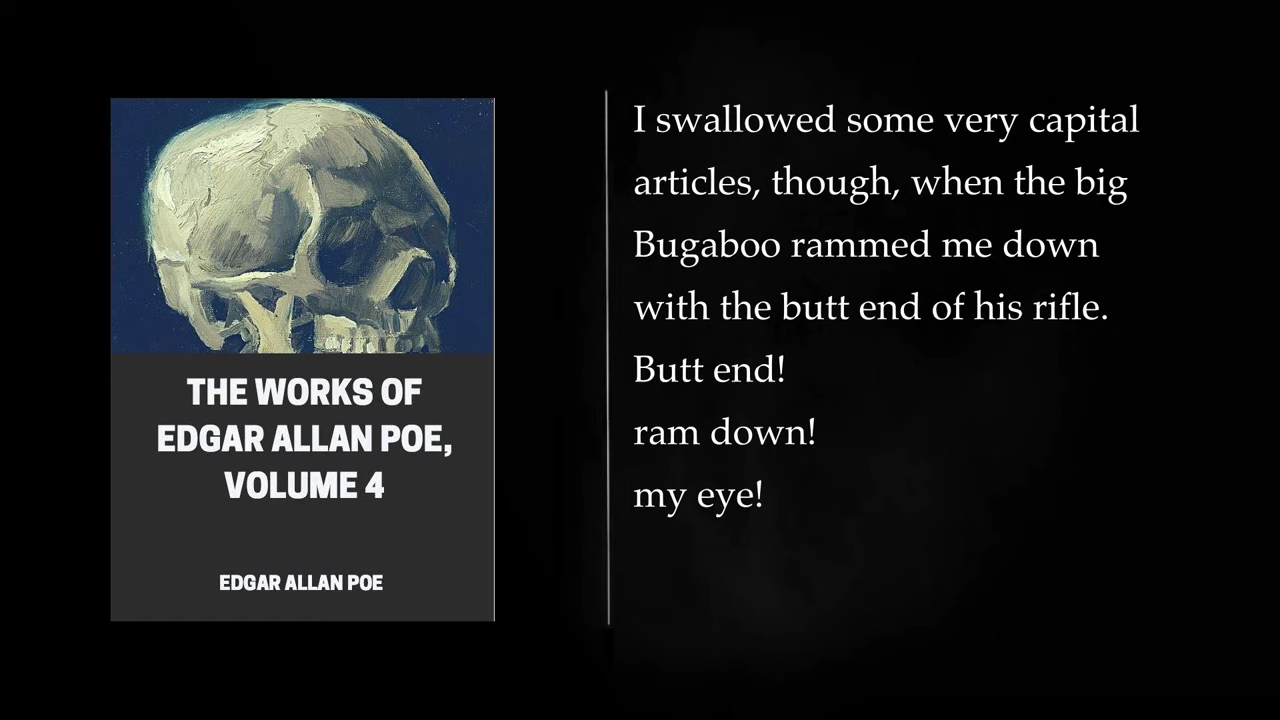 THE WORKS OF
EDGAR ALLAN POE,
VOLUME 4
EDGAR ALLAN POE
I swallowed some very capital
articles, though, when the big
Bugaboo rammed me down
with the butt end of his rifle.
Butt end!
ram down!
my eye!